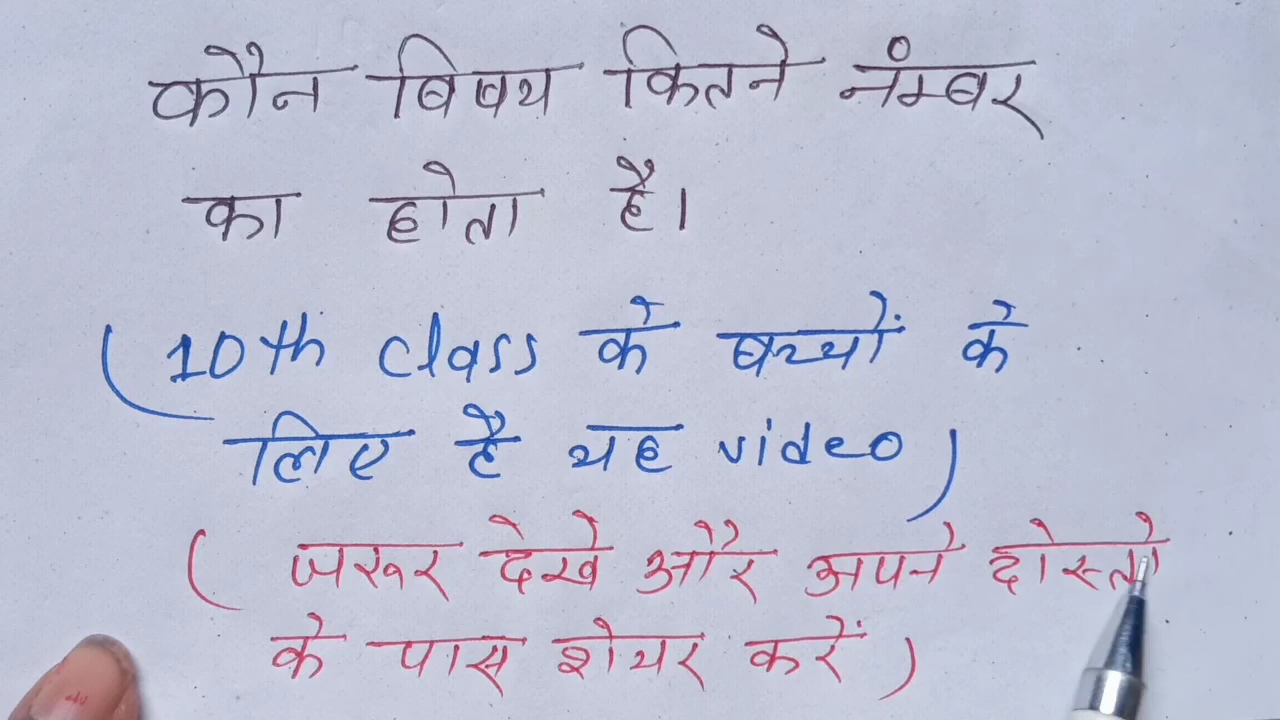 कौन बिषय कितने नंम्बर
का होता है।
(10th class के बच्चों के
लिए है यह video)
( जरूर देखे और अपने दोस्तो
के पास शेयर करें)